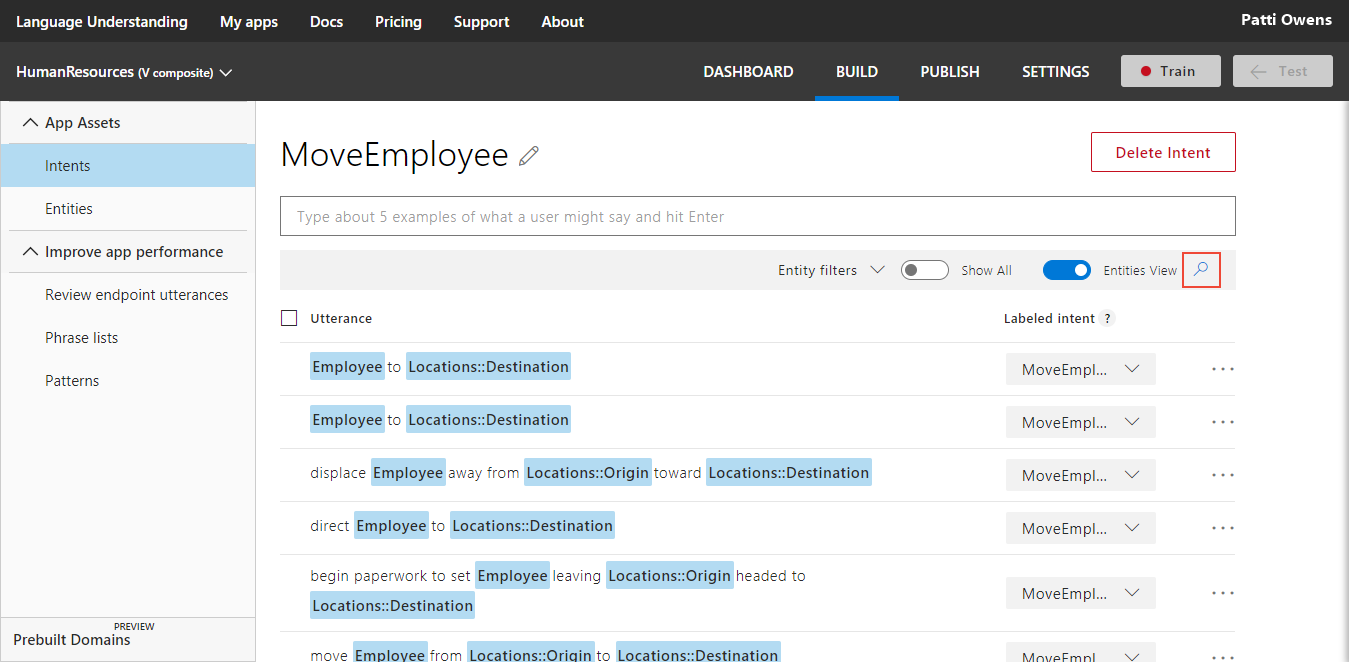 Language Understanding My apps Docs Pricing Support About Patti Owens
HumanResources (V composite) DASHBOARD BUILD PUBLISH SETTINGS Train Test
App Assets
Intents
Entities
Improve app performance
Review endpoint utterances
Phrase lists
Patterns
PREVIEW
Prebuilt Domains
MoveEmployee Delete Intent
Type about 5 examples of what a user might say and hit Enter
Entity filters Show All Entities View
Utterance Labeled intent ?
Employee to Locations::Destination MoveEmpl... ...
Employee to Locations::Destination MoveEmpl... ...
displace Employee away from Locations::Origin toward Locations::Destination MoveEmpl... ...
direct Employee to Locations::Destination MoveEmpl... ...
begin paperwork to set Employee leaving Locations::Origin headed to
Locations::Destination MoveEmpl... ...
move Employee from Locations::Origin to Locations::Destination MoveEmpl... ...